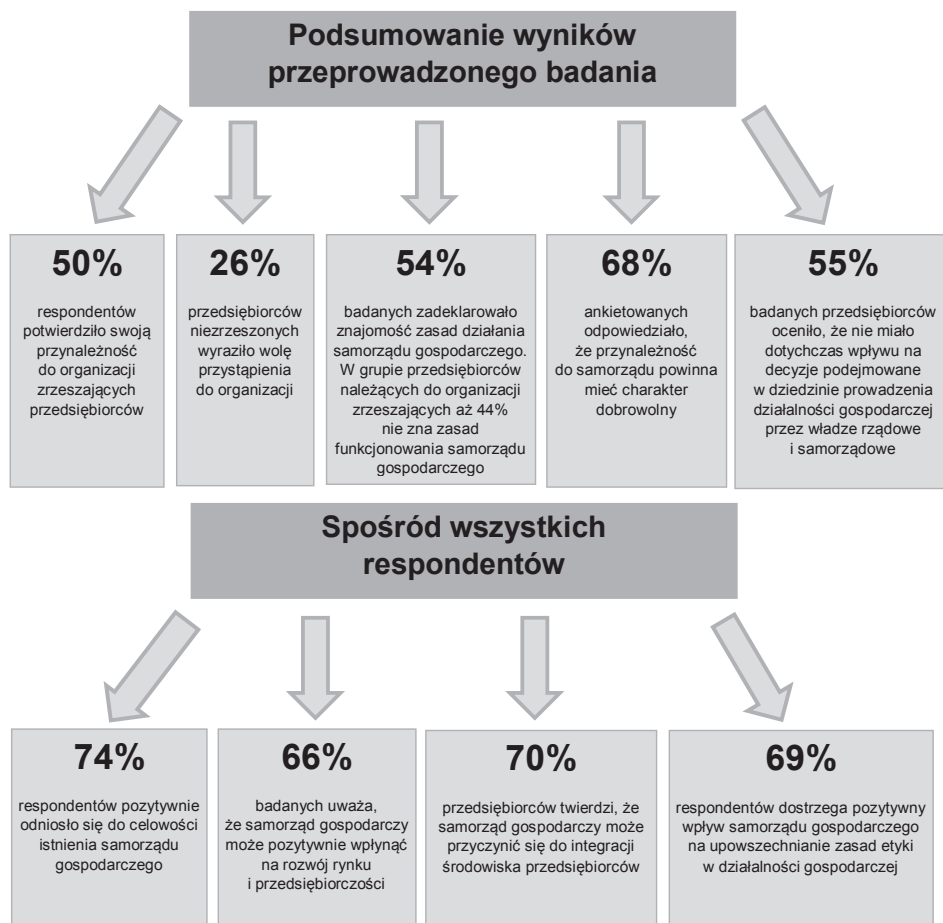 Podsumowanie wyników
przeprowadzonego badania
50%
respondentów
potwierdziło swoją
przynależność
do organizacji
zrzeszających
przedsiębiorców
26%
przedsiębiorców
niezrzeszonych
wyraziło wolę
przystąpienia
do organizacji
54%
badanych zadeklarowało
znajomość zasad działania
samorządu gospodarczego.
W grupie przedsiębiorców
należących do organizacji
zrzeszających aż 44%
nie zna zasad
funkcjonowania samorządu
gospodarczego
68%
ankietowanych
odpowiedziało,
że przynależność
do samorządu powinna
mieć charakter
dobrowolny
55%
badanych przedsiębiorców
oceniło, że nie miało
dotychczas wpływu na
decyzje podejmowane
w dziedzinie prowadzenia
działalności gospodarczej
przez władze rządowe
i samorządowe
Spośród wszystkich
respondentów
74%
respondentów pozytywnie
odniosło się do celowości
istnienia samorządu
gospodarczego
66%
badanych uważa,
że samorząd gospodarczy
może pozytywnie wpłynąć
na rozwój rynku
i przedsiębiorczości
70%
przedsiębiorców twierdzi, że
samorząd gospodarczy może
przyczynić się do integracji
środowiska przedsiębiorców
69%
respondentów dostrzega pozytywny
wpływ samorządu gospodarczego
na upowszechnianie zasad etyki
w działalności gospodarczej